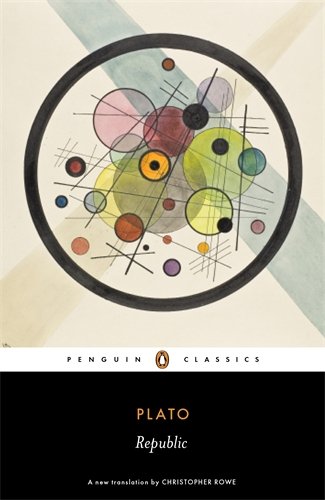 PENGUIN CLASSICS
PLATO
Republic
A new translation by CHRISTOPHER ROWE